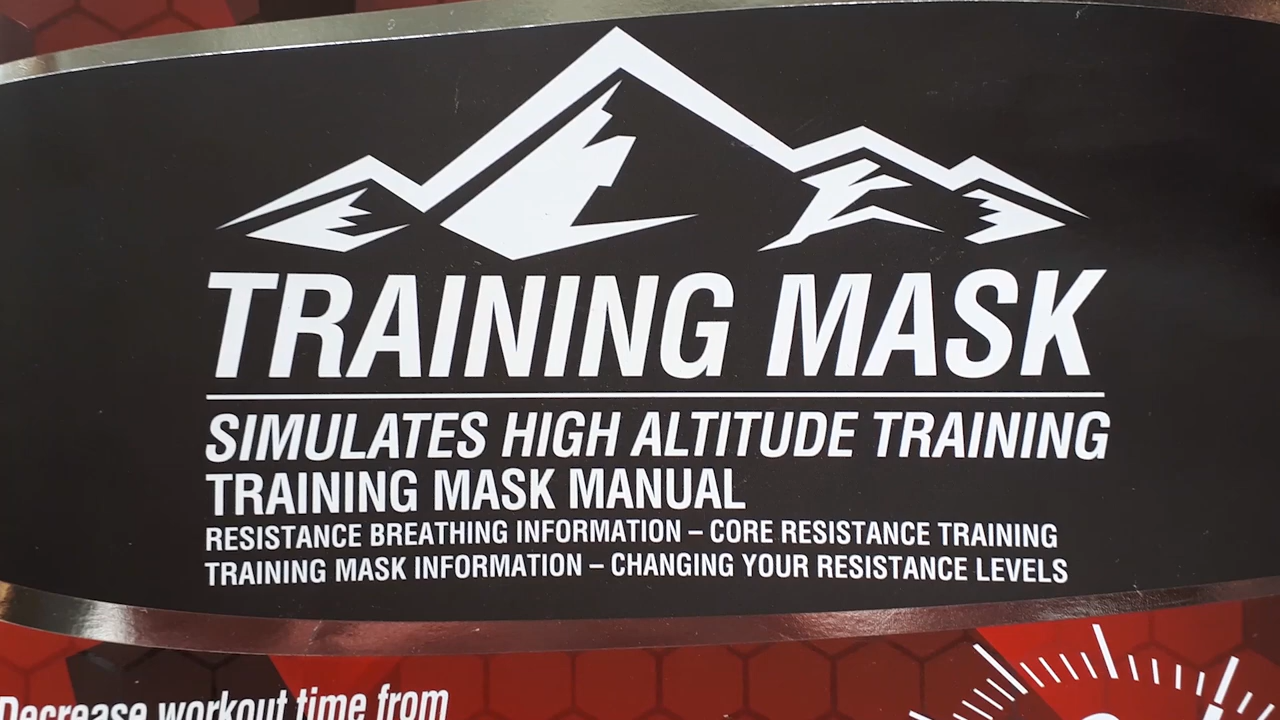 TRAINING MASK
SIMULATES HIGH ALTITUDE TRAINING
TRAINING MASK MANUAL
RESISTANCE BREATHING INFORMATION – CORE RESISTANCE TRAINING
TRAINING MASK INFORMATION – CHANGING YOUR RESISTANCE LEVELS
Decrease workout time from